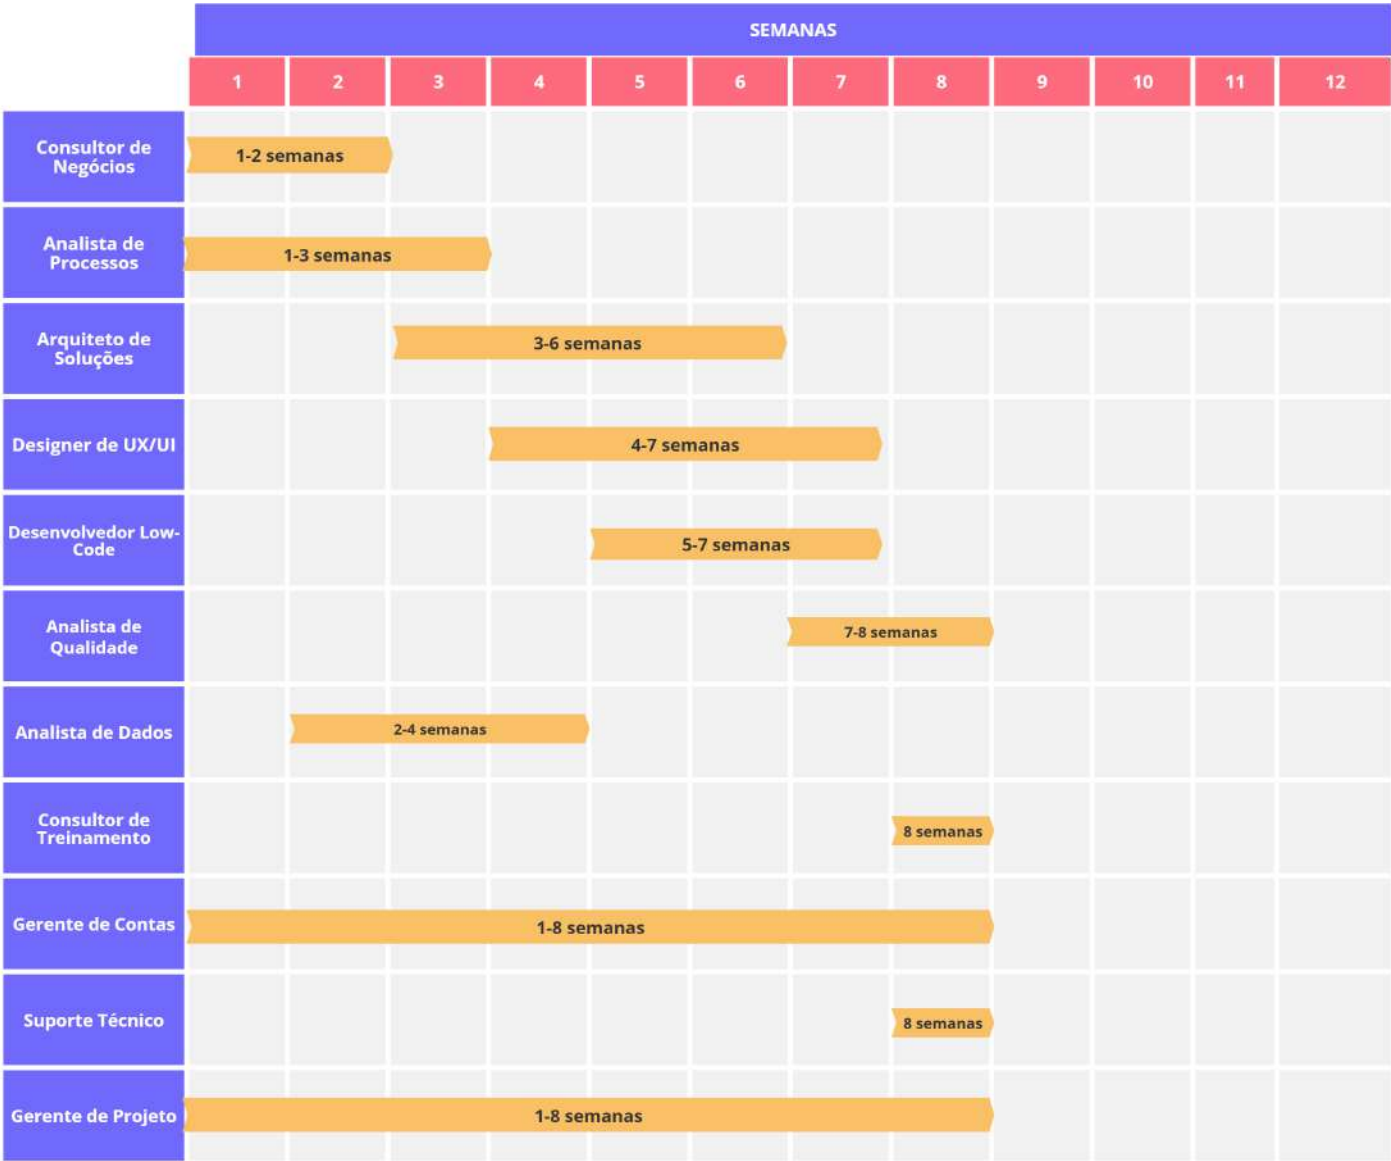 SEMANAS
1 2 3 4 5 6 7 8 9 10 11 12
Consultor de
Negócios
1-2 semanas
Analista de
Processos
1-3 semanas
Arquiteto de
Soluções
3-6 semanas
Designer de UX/UI
4-7 semanas
Desenvolvedor Low-
Code
5-7 semanas
Analista de
Qualidade
7-8 semanas
Analista de Dados
2-4 semanas
Consultor de
Treinamento
8 semanas
Gerente de Contas
1-8 semanas
Suporte Técnico
8 semanas
Gerente de Projeto
1-8 semanas